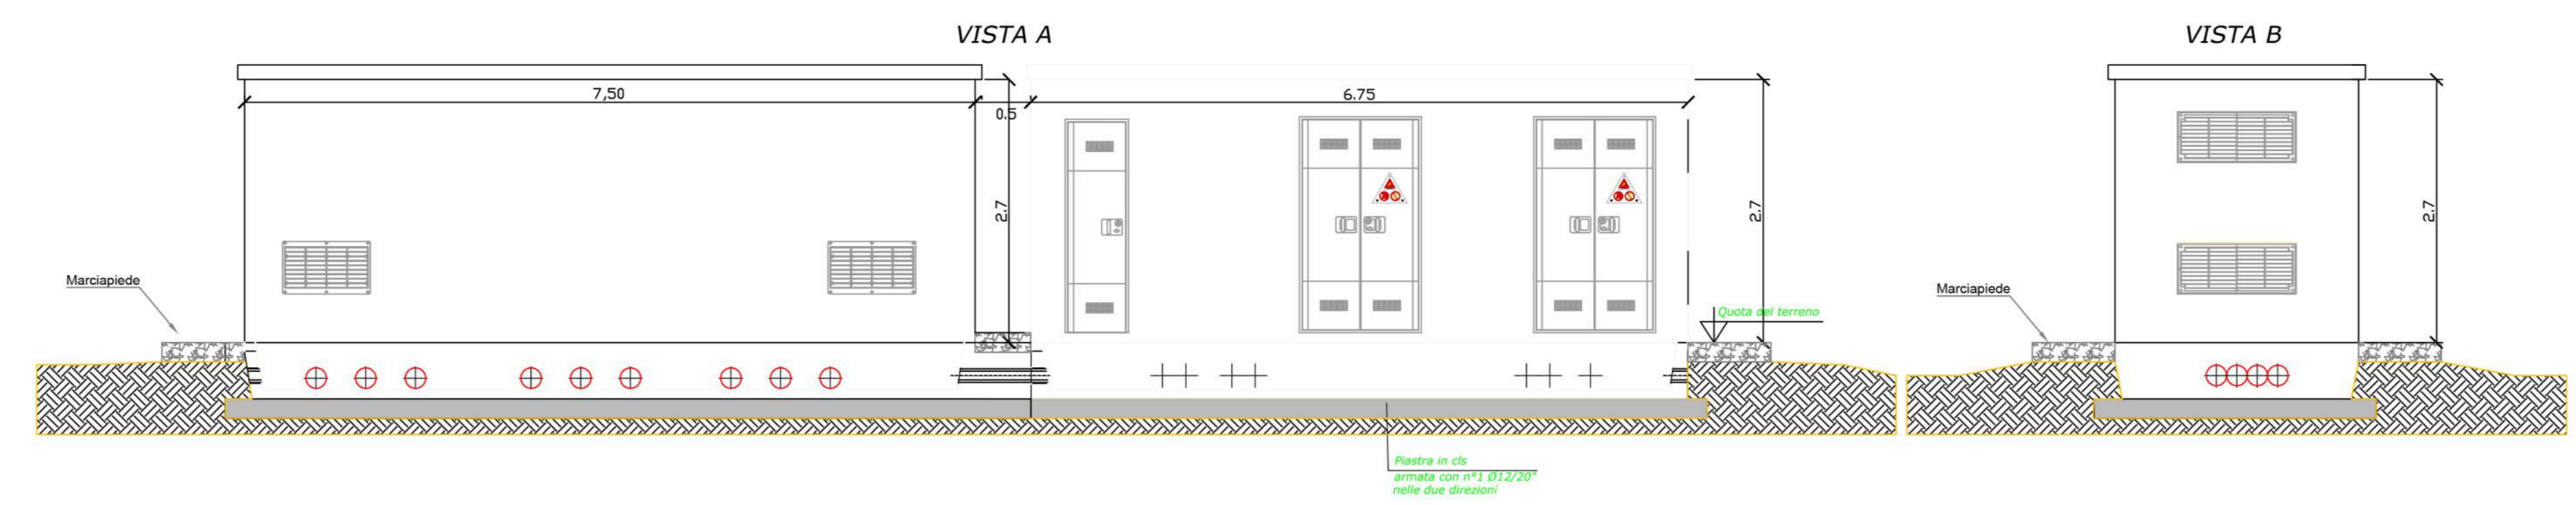 VISTA A
VISTA B
7,50
0.5
6.75
2.7
2.7
2.7
Marciapiede
Marciapiede
Quota del terreno
Piastra in cls
armata con n°1 Ø12/20"
nelle due direzioni